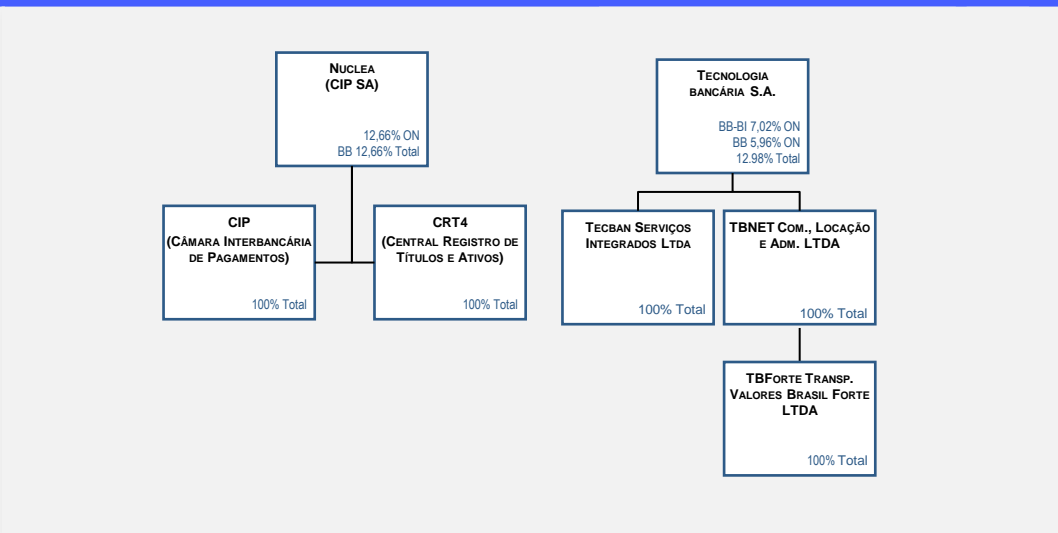 Nuclea
(CIP SA)
12,66% ON
BB 12,66% Total
Tecnologia
bancária S.A.
BB-BI 7,02% ON
BB 5,96% ON
12.98% Total
CIP
(Câmara Interbancária
de Pagamentos)
100% Total
CRT4
(Central Registro de
Títulos e Ativos)
100% Total
Tecban Serviços
Integrados Ltda
100% Total
TBNET Com., Locação
e Adm. LTDA
100% Total
TBForte Transp.
Valores Brasil Forte
LTDA
100% Total